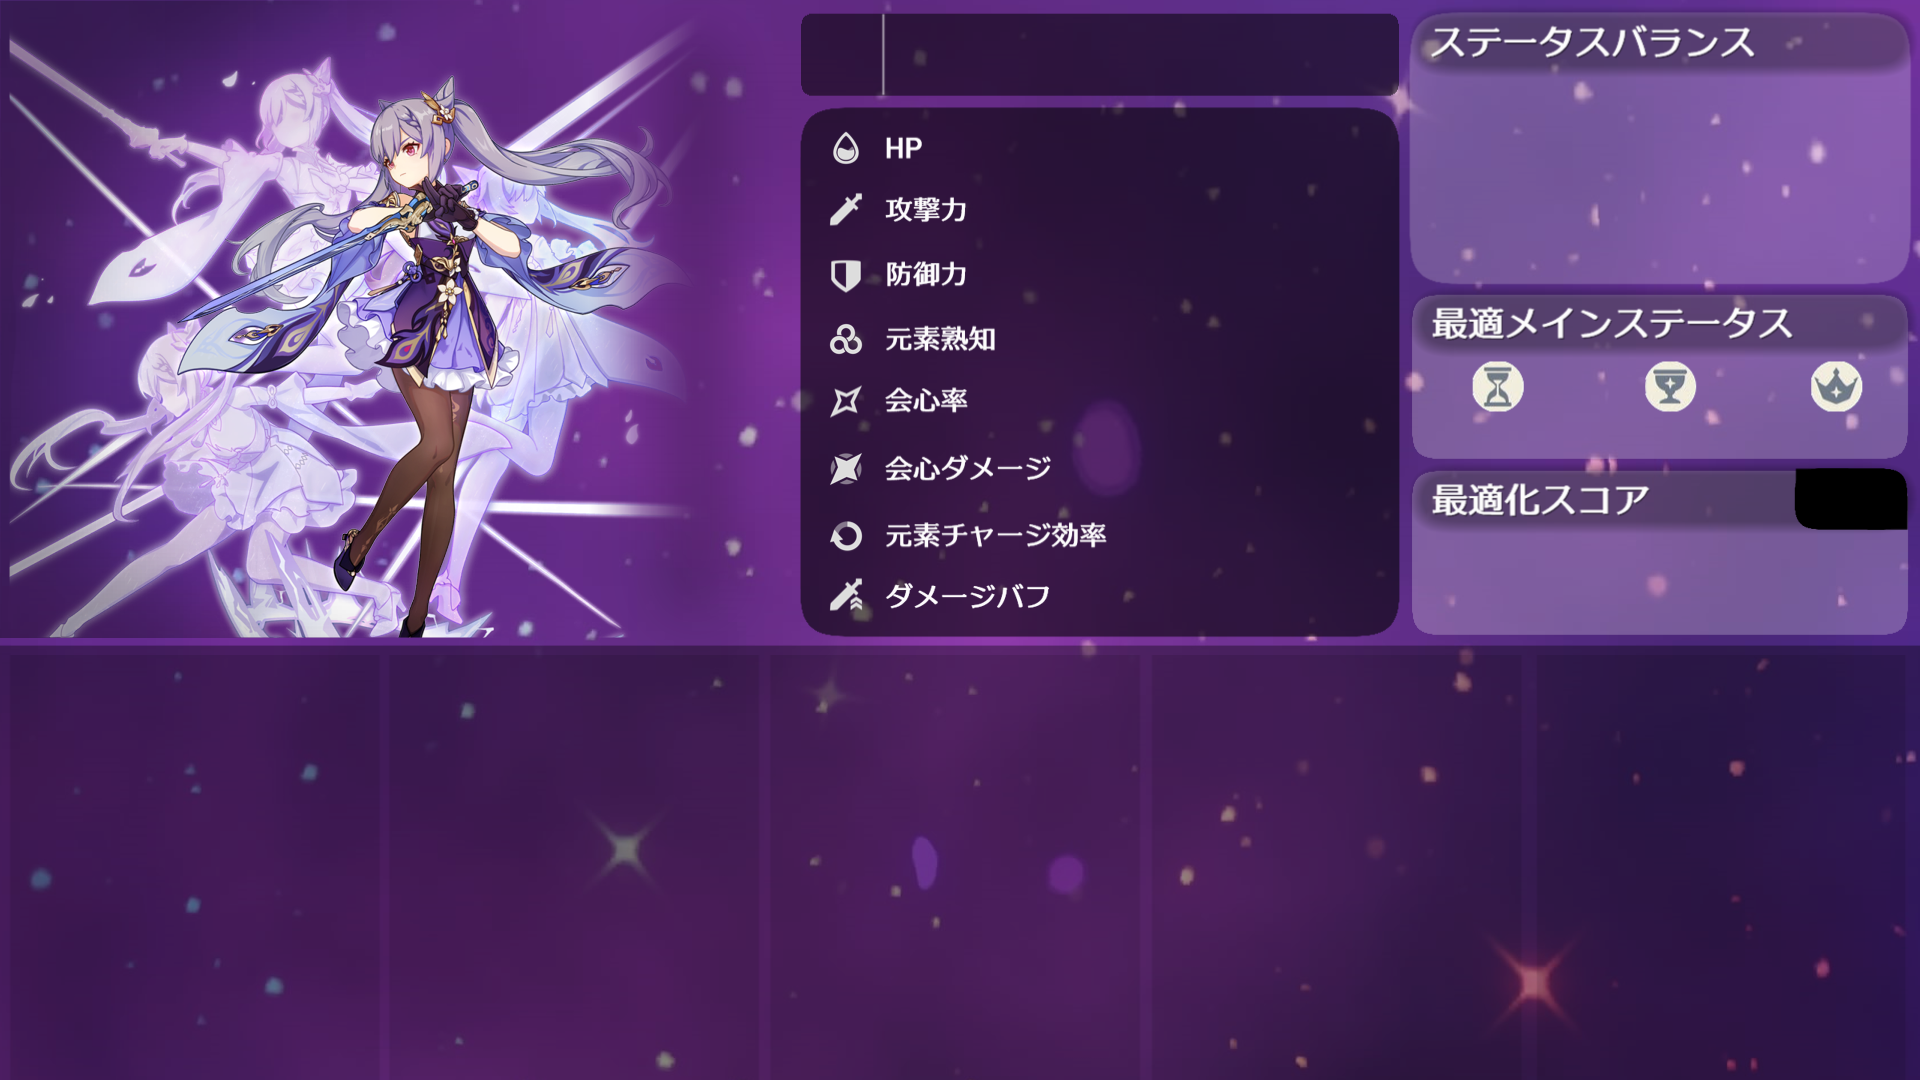 HP
攻撃力
防御力
元素熟知
会心率
会心ダメージ
元素チャージ効率
ダメージバフ
ステータスバランス
最適メインステータス
最適化スコア